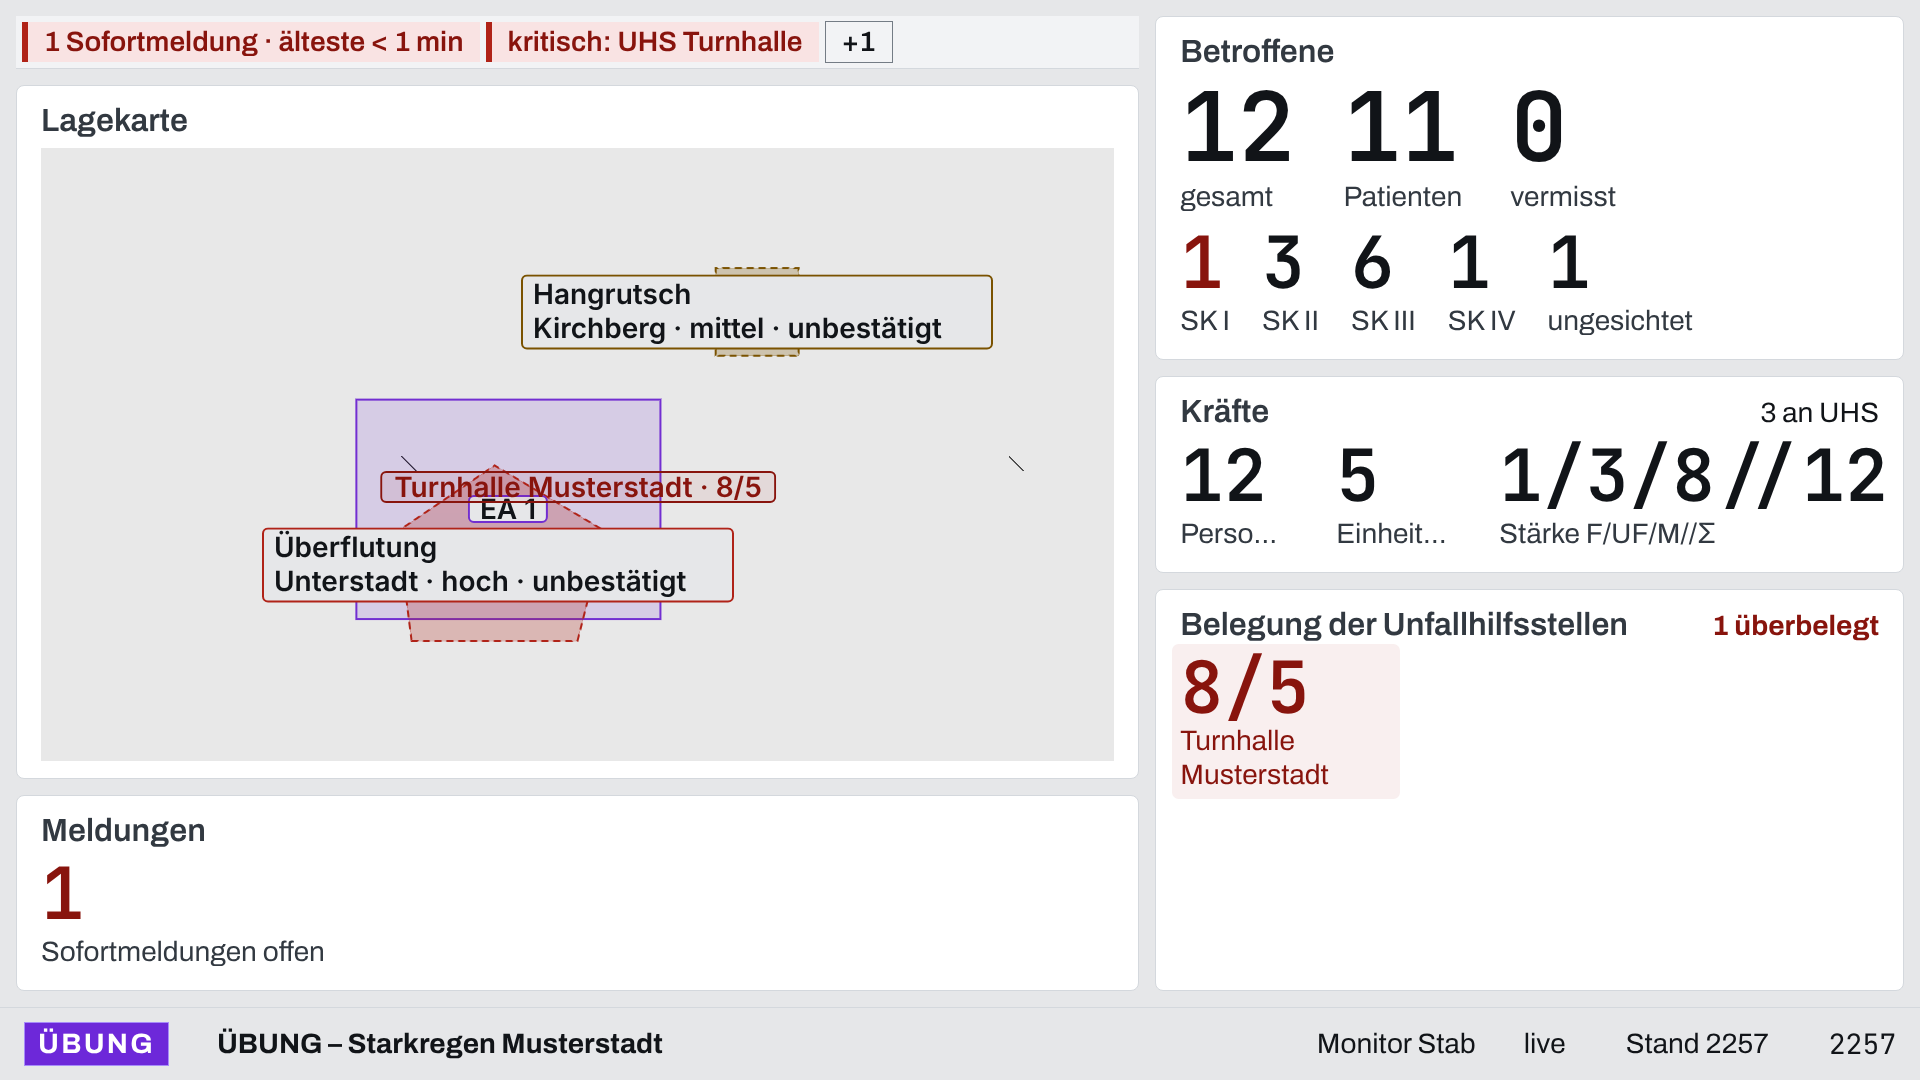 1 Sofortmeldung · älteste < 1 min
kritisch: UHS Turnhalle
+1
Lagekarte
Hangrutsch
Kirchberg · mittel · unbestätigt
Turnhalle Musterstadt · 8/5
EA 1
Überflutung
Unterstadt · hoch · unbestätigt
Meldungen
1
Sofortmeldungen offen
Betroffene
12 11 0
gesamt Patienten vermisst
1 3 6 1 1
SK I SK II SK III SK IV ungesichtet
Kräfte 3 an UHS
12 5 1/3/8//12
Perso… Einheit… Stärke F/UF/M//Σ
Belegung der Unfallhilfsstellen 1 überbelegt
8/5
Turnhalle
Musterstadt
ÜBUNG ÜBUNG – Starkregen Musterstadt Monitor Stab live Stand 2257 2257